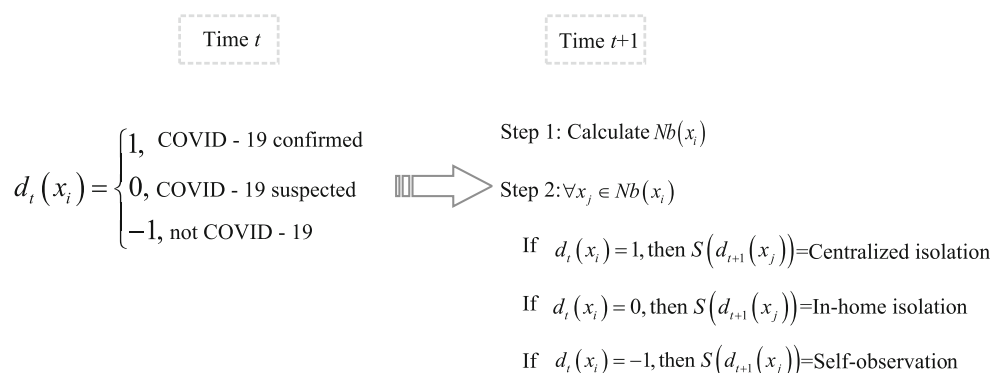 Time t
Time t+1
d_t(x_i) = { 1, COVID - 19 confirmed
0, COVID - 19 suspected
−1, not COVID - 19
Step 1: Calculate Nb(x_i)
Step 2:∀x_j ∈ Nb(x_i)
If d_t(x_i) = 1, then S(d_{t+1}(x_j))=Centralized isolation
If d_t(x_i) = 0, then S(d_{t+1}(x_j))=In-home isolation
If d_t(x_i) = −1, then S(d_{t+1}(x_j))=Self-observation